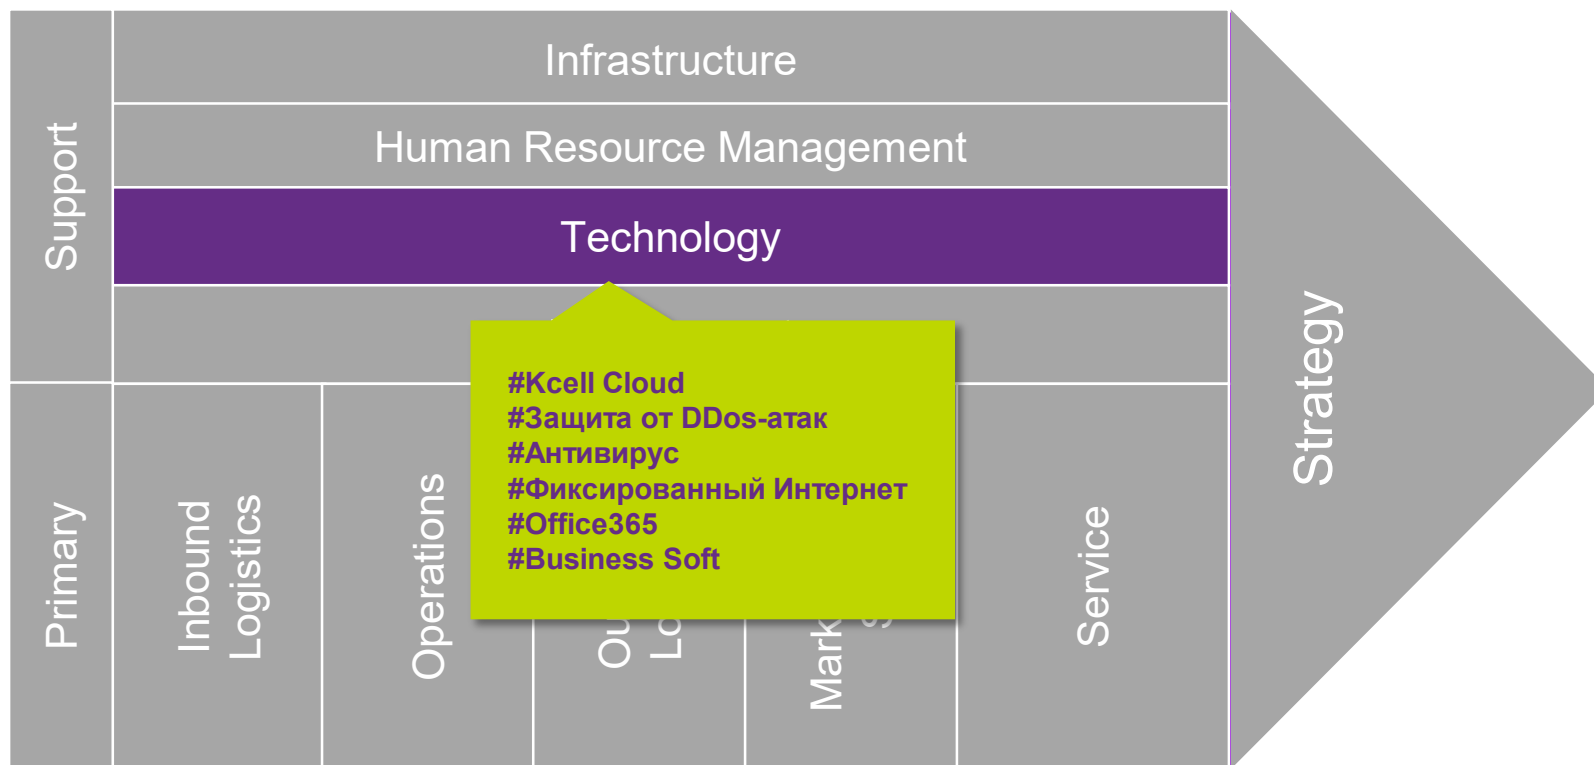 Infrastructure
Human Resource Management
Support
Technology
#Kcell Cloud
#Защита от DDos-атак
#Антивирус
#Фиксированный Интернет
#Office365
#Business Soft
Strategy
Primary
Inbound
Logistics
Operations
Service